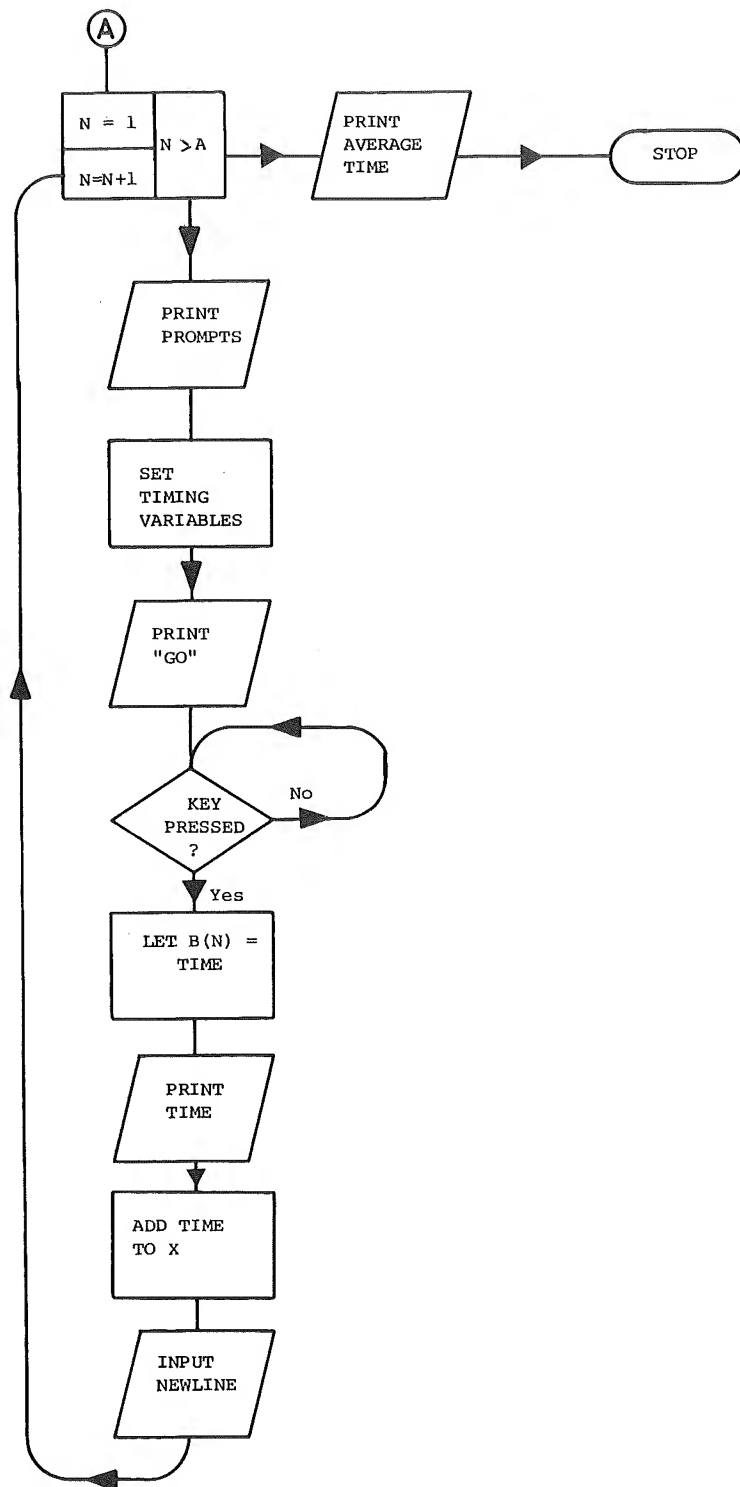 A
N = 1
N=N+1
N > A
PRINT
AVERAGE
TIME
STOP
PRINT
PROMPTS
SET
TIMING
VARIABLES
PRINT
"GO"
KEY
PRESSED
?
No
Yes
LET B(N) =
TIME
PRINT
TIME
ADD TIME
TO X
INPUT
NEWLINE